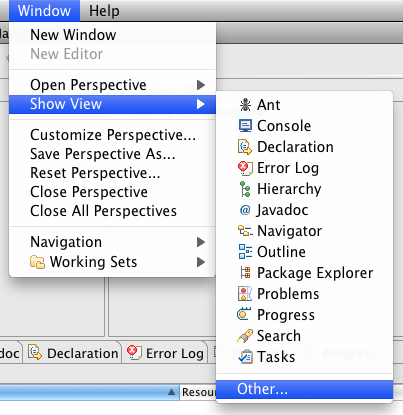 Window Help
New Window
New Editor
Open Perspective
Show View
Customize Perspective...
Save Perspective As...
Reset Perspective...
Close Perspective
Close All Perspectives
Navigation
Working Sets
Ant
Console
Declaration
Error Log
Hierarchy
Javadoc
Navigator
Outline
Package Explorer
Problems
Progress
Search
Tasks
Other...
doc Declaration Error Log
Resou